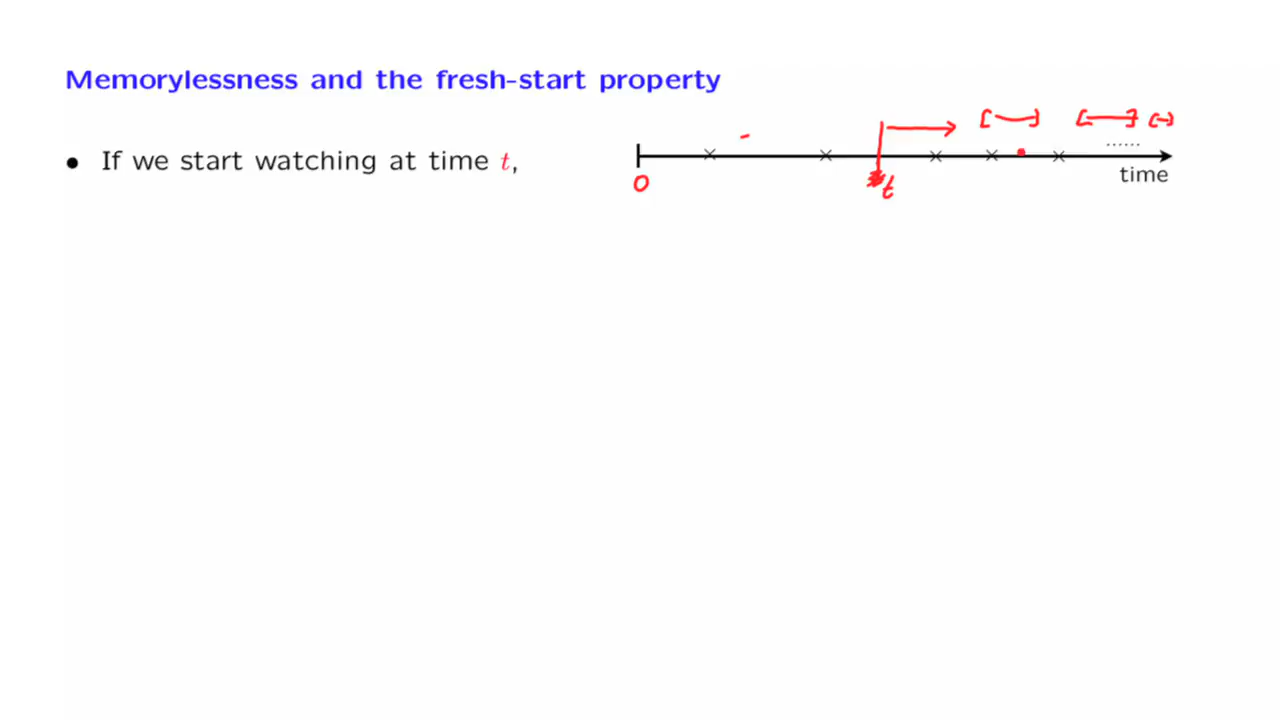 Memorylessness and the fresh-start property
• If we start watching at time t,
0
t
......
time